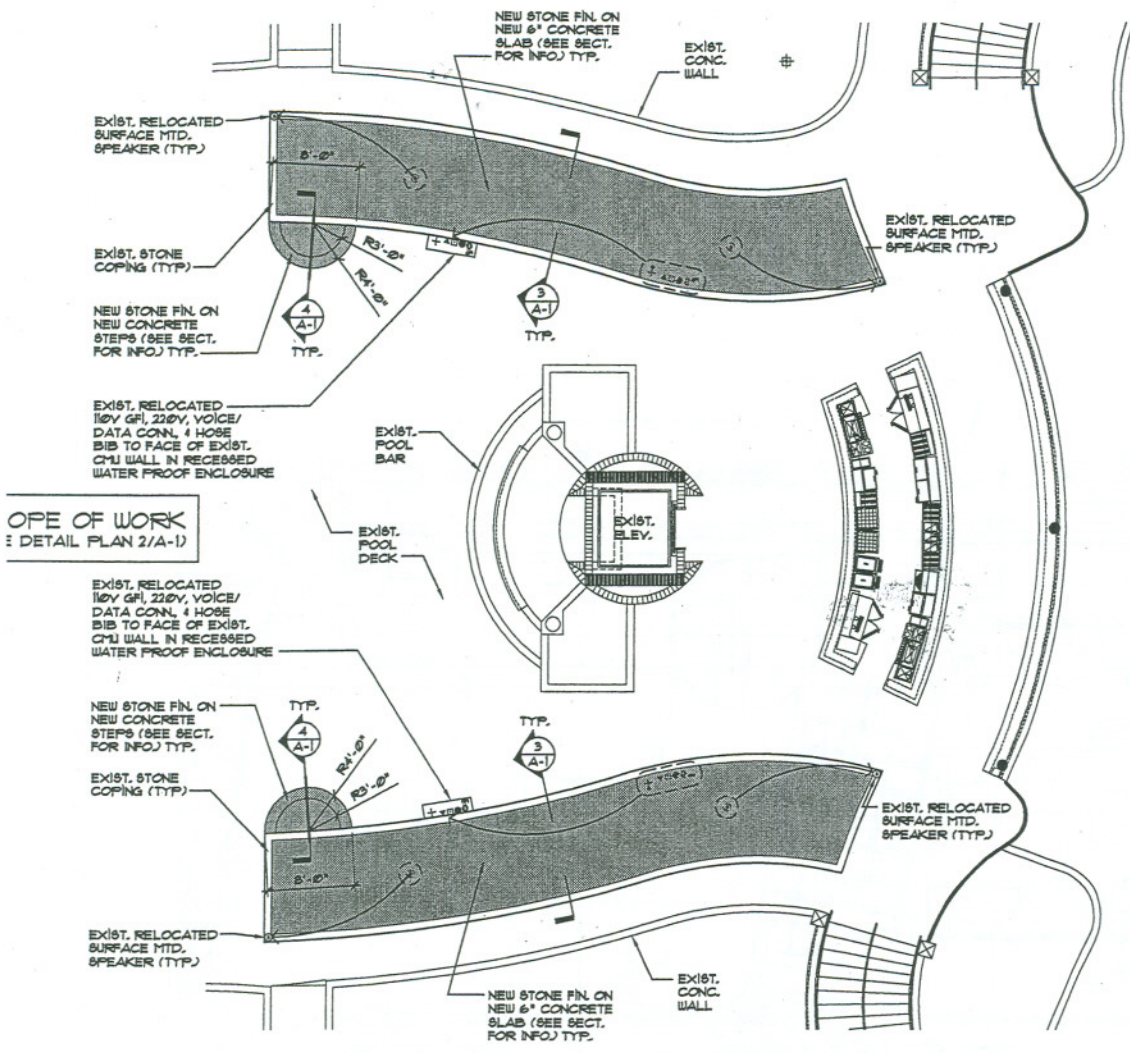 NEW STONE FIN. ON
NEW 6" CONCRETE
SLAB (SEE SECT.
FOR INFO.) TYP.
EXIST.
CONC.
WALL
EXIST. RELOCATED
SURFACE MTD.
SPEAKER (TYP.)
8'-0"
EXIST. RELOCATED
SURFACE MTD.
SPEAKER (TYP.)
EXIST. STONE
COPING (TYP.)
R3'-0"
R4'-0"
NEW STONE FIN. ON
NEW CONCRETE
STEPS (SEE SECT.
FOR INFO.) TYP.
4
A-1
TYP.
3
A-1
TYP.
EXIST. RELOCATED
110V GFI, 220V, VOICE/
DATA CONN., & HOSE
BIB TO FACE OF EXIST.
CMU WALL IN RECESSED
WATER PROOF ENCLOSURE
EXIST.
POOL
BAR
OPE OF WORK
E DETAIL PLAN 2/A-1)
EXIST.
POOL
DECK
EXIST.
ELEV.
EXIST. RELOCATED
110V GFI, 220V, VOICE/
DATA CONN., & HOSE
BIB TO FACE OF EXIST.
CMU WALL IN RECESSED
WATER PROOF ENCLOSURE
NEW STONE FIN. ON
NEW CONCRETE
STEPS (SEE SECT.
FOR INFO.) TYP.
TYP.
4
A-1
R4'-0"
R3'-0"
TYP.
3
A-1
EXIST. STONE
COPING (TYP.)
EXIST. RELOCATED
SURFACE MTD.
SPEAKER (TYP.)
8'-0"
EXIST. RELOCATED
SURFACE MTD.
SPEAKER (TYP.)
NEW STONE FIN. ON
NEW 6" CONCRETE
SLAB (SEE SECT.
FOR INFO.) TYP.
EXIST.
CONC.
WALL